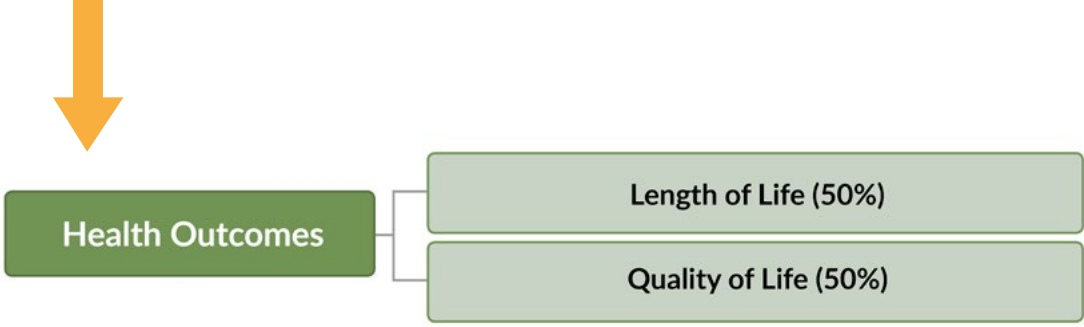 Health Outcomes
Length of Life (50%)
Quality of Life (50%)